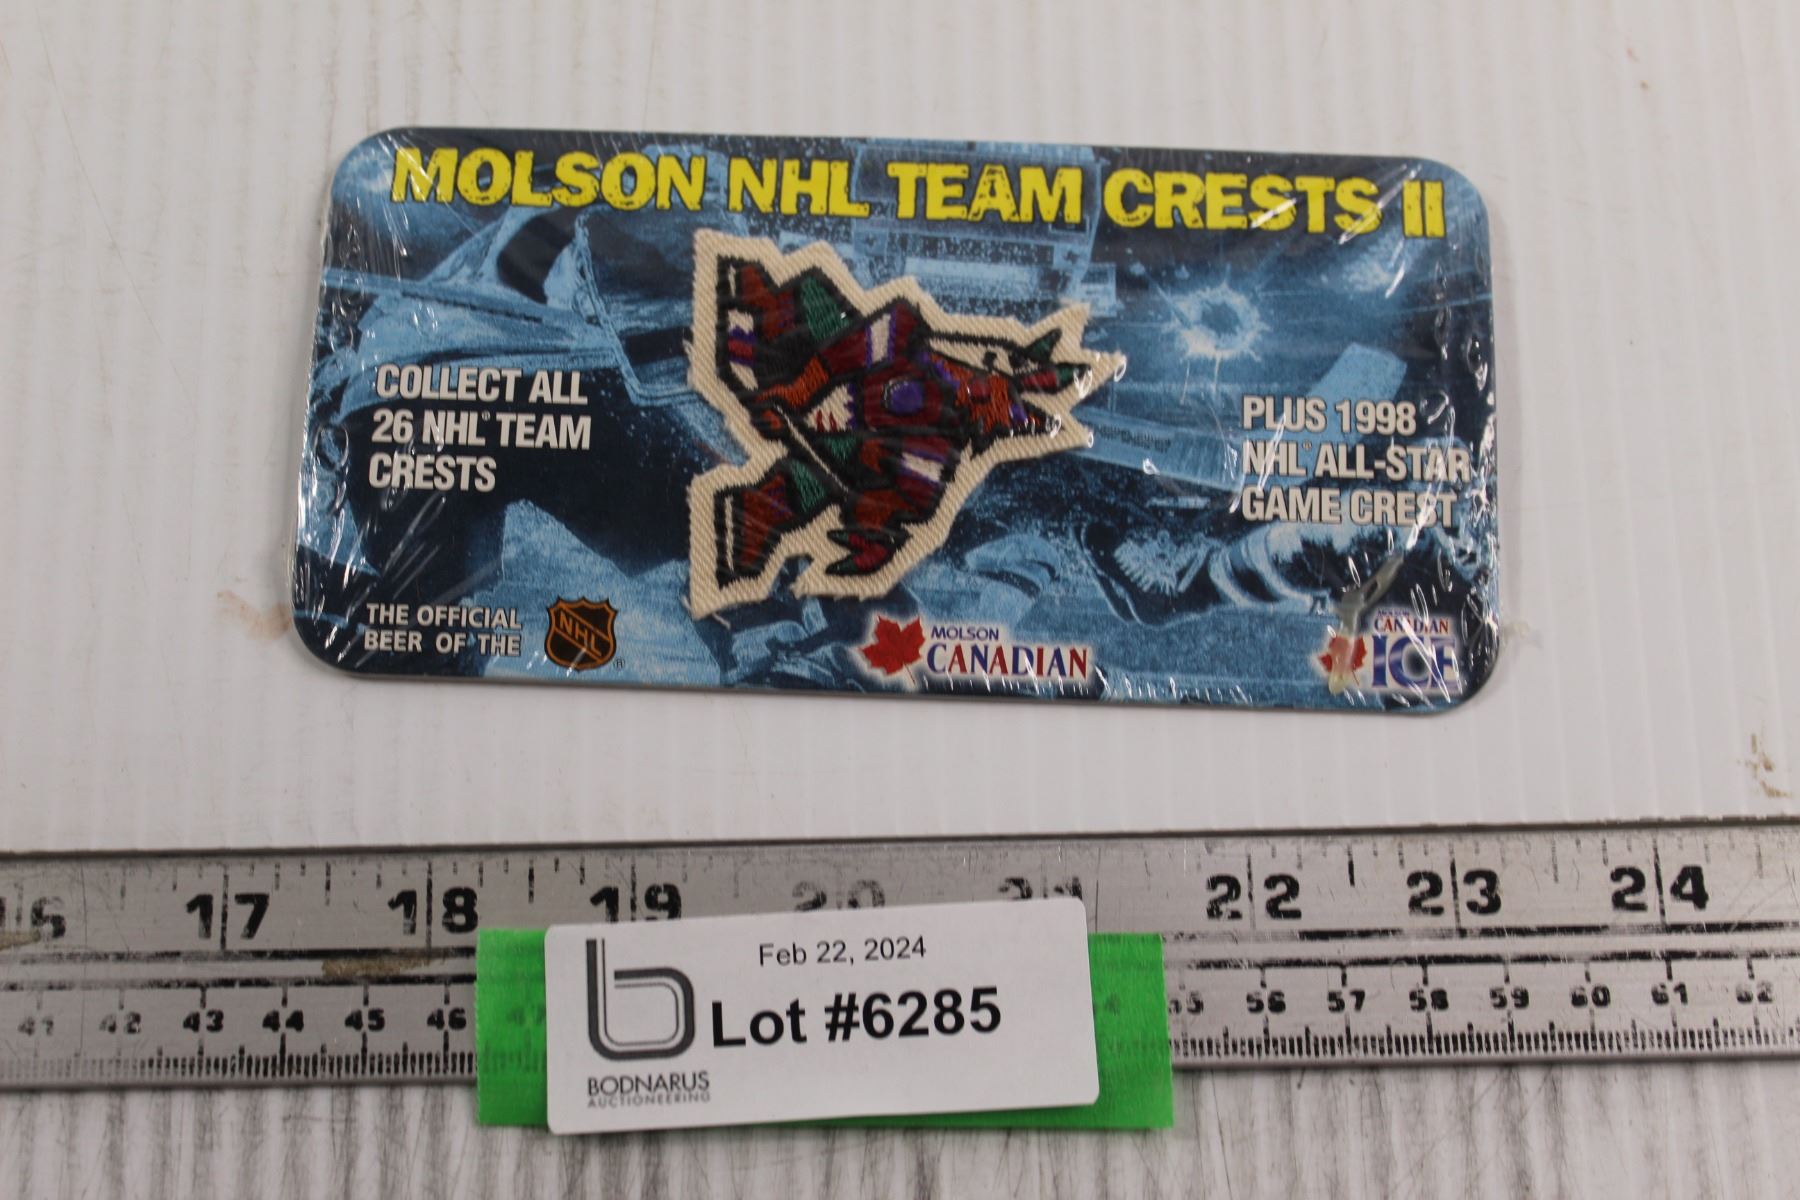 MOLSON NHL TEAM CRESTS II
COLLECT ALL
26 NHL® TEAM
CRESTS
PLUS 1998
NHL® ALL-STAR
GAME CREST
THE OFFICIAL
BEER OF THE
NHL ®
MOLSON
CANADIAN
MOLSON
CANADIAN
ICE
16 17 18 19 20 21 22 23 24
Feb 22, 2024
b Lot #6285
BODNARUS
AUCTIONEERING
41 42 43 44 45 46 47 55 56 57 58 59 60 61 62